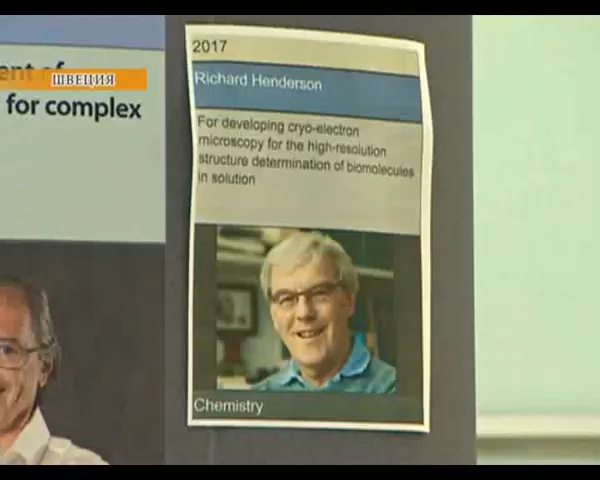 ent of
ШВЕЦИЯ
for complex
2017
Richard Henderson
For developing cryo-electron
microscopy for the high-resolution
structure determination of biomolecules
in solution
Chemistry